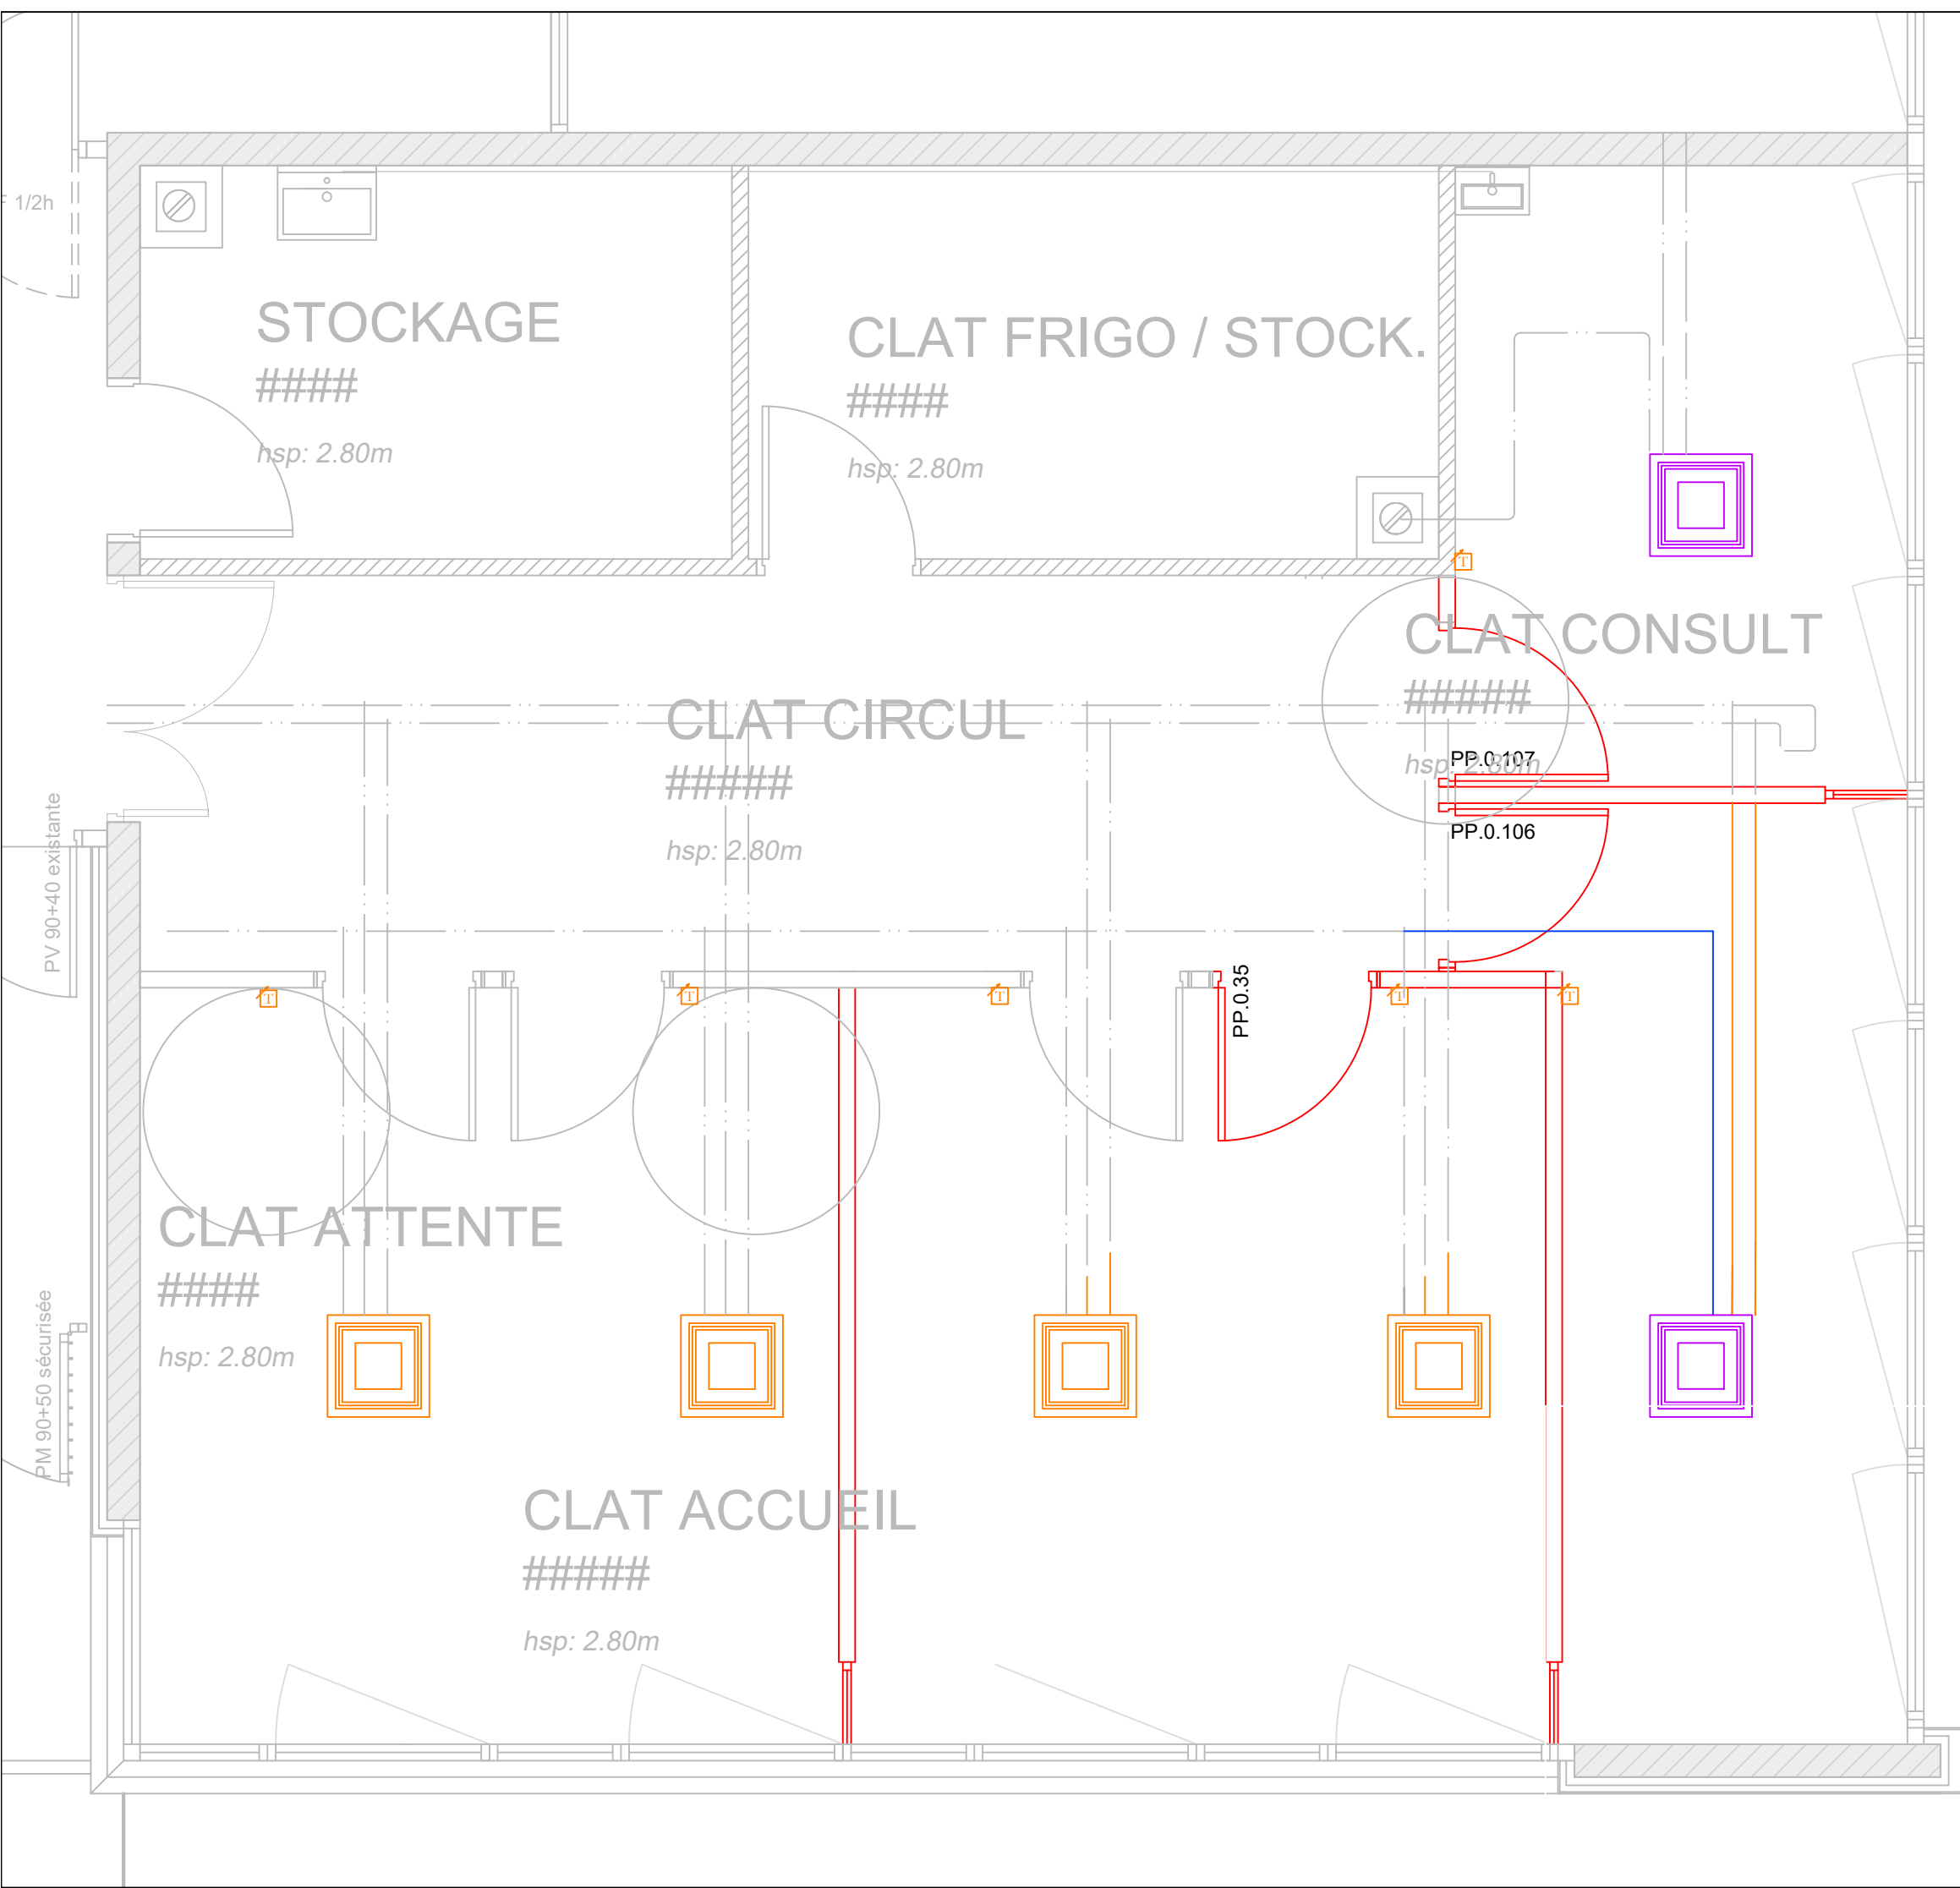 F 1/2h
STOCKAGE
####
hsp: 2.80m
CLAT FRIGO / STOCK.
####
hsp: 2.80m
T
CLAT CONSULT
#####
hsp: 2.80m
PP.0.107
PP.0.106
CLAT CIRCUL
#####
hsp: 2.80m
PV 90+40 existante
PP.0.35
T
T
T
T
T
CLAT ATTENTE
####
hsp: 2.80m
PM 90+50 sécurisée
CLAT ACCUEIL
#####
hsp: 2.80m